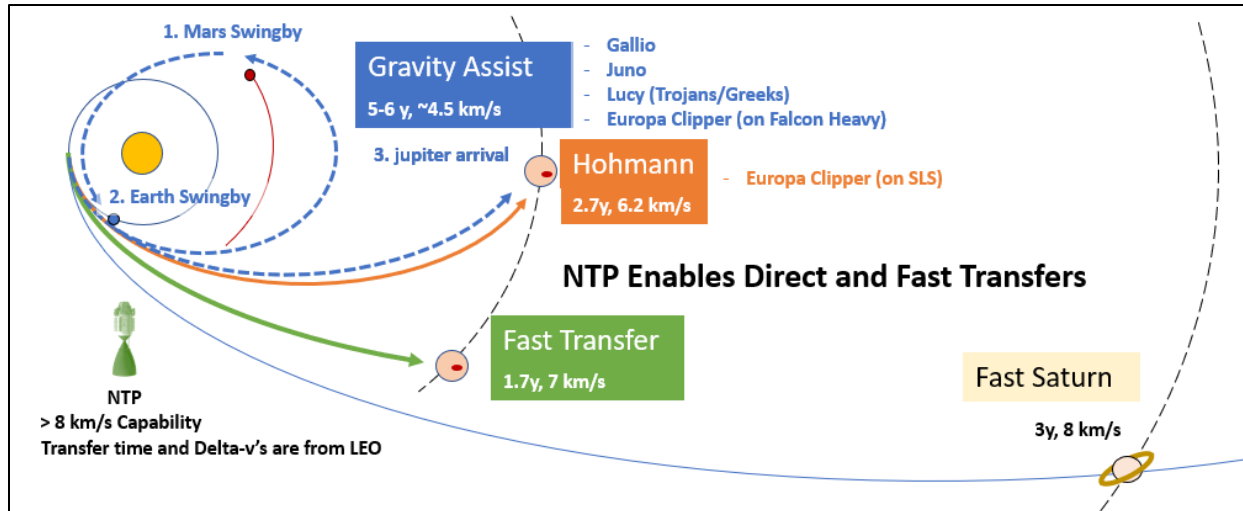 1. Mars Swingby
2. Earth Swingby
3. jupiter arrival
Gravity Assist
5-6 y, ~4.5 km/s
- Gallio
- Juno
- Lucy (Trojans/Greeks)
- Europa Clipper (on Falcon Heavy)
Hohmann
2.7y, 6.2 km/s
- Europa Clipper (on SLS)
NTP Enables Direct and Fast Transfers
Fast Transfer
1.7y, 7 km/s
Fast Saturn
3y, 8 km/s
NTP
> 8 km/s Capability
Transfer time and Delta-v's are from LEO